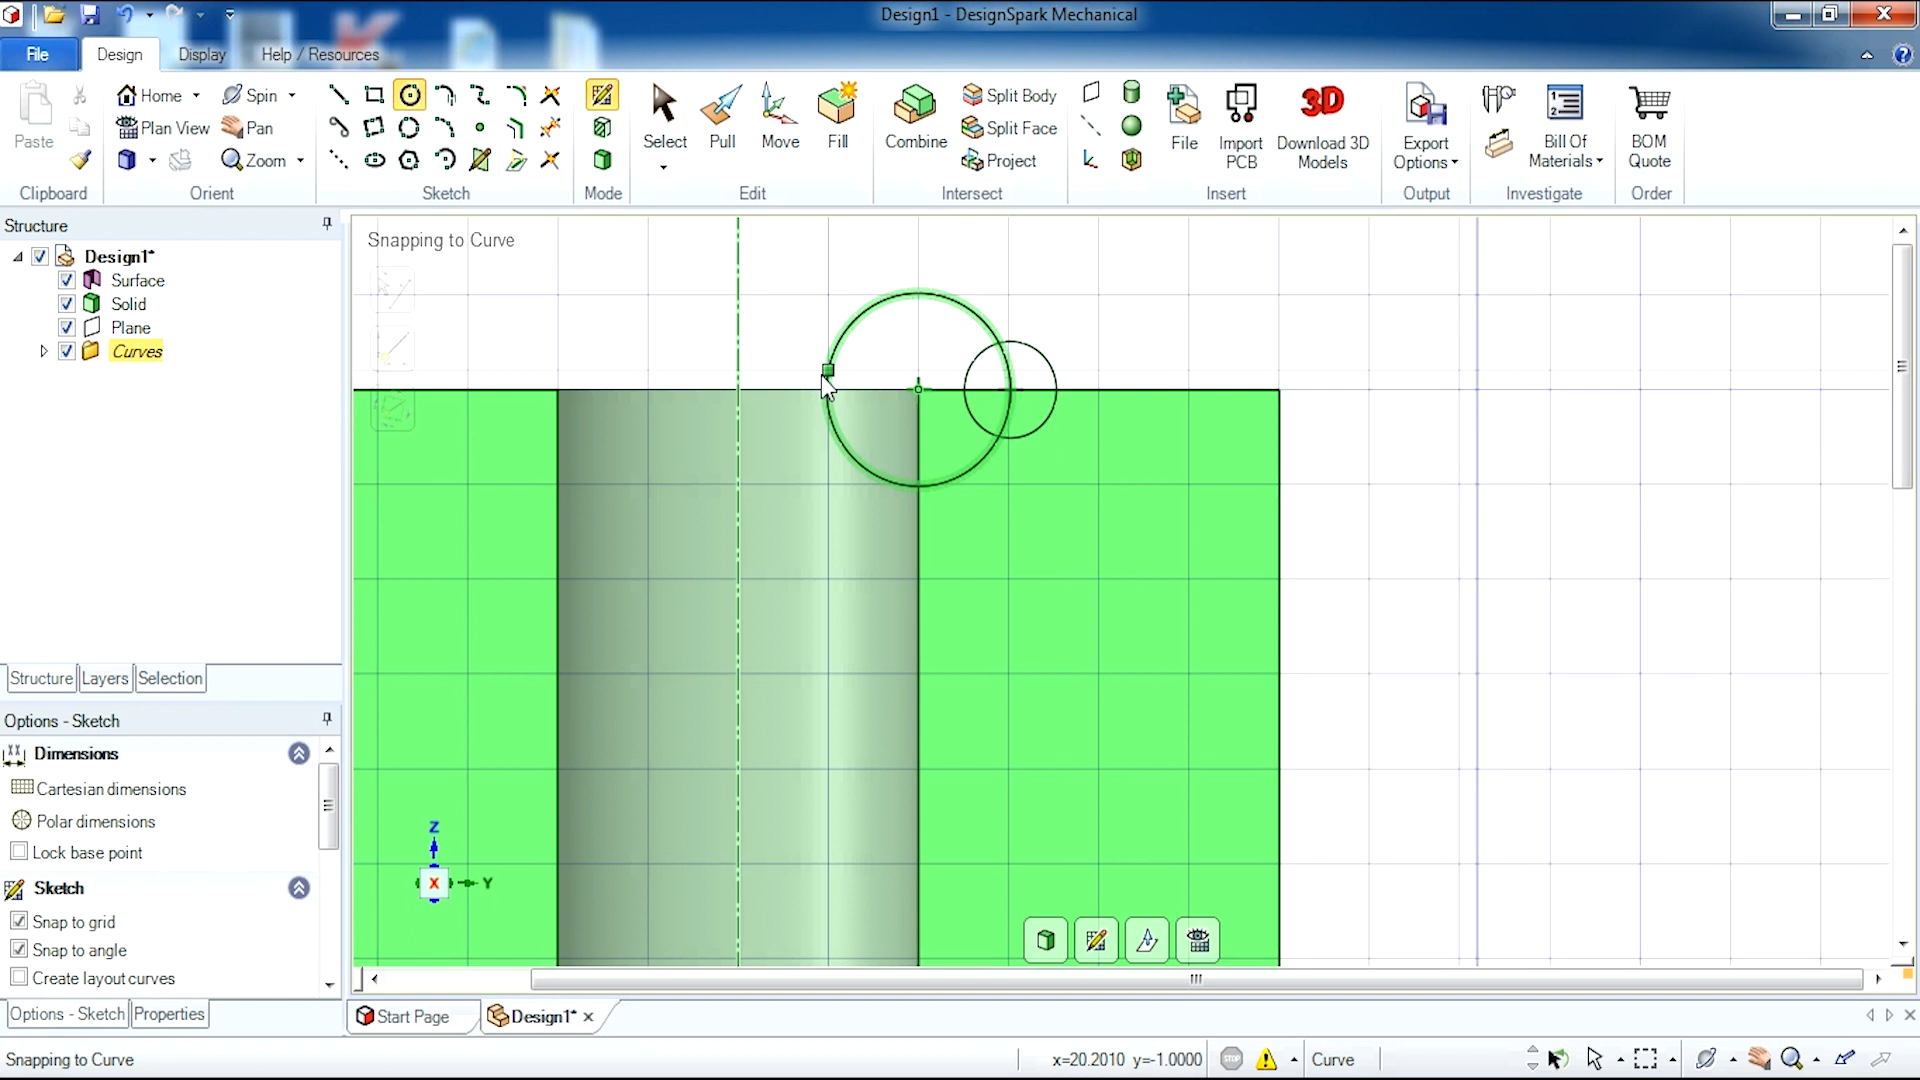 Design1 - DesignSpark Mechanical
File Design Display Help / Resources
Paste
Home Spin
Plan View Pan
Zoom
Select Pull Move Fill
Combine
Split Body
Split Face
Project
File Import PCB Download 3D Models
3D
Export Options
Bill Of Materials
BOM Quote
Clipboard Orient Sketch Mode Edit Intersect Insert Output Investigate Order
Structure
Design1*
Surface
Solid
Plane
Curves
Structure Layers Selection
Options - Sketch
Dimensions
Cartesian dimensions
Polar dimensions
Lock base point
Sketch
Snap to grid
Snap to angle
Create layout curves
Options - Sketch Properties
Snapping to Curve
Z
X Y
Start Page Design1*
Snapping to Curve
x=20.2010 y=-1.0000
STOP
Curve